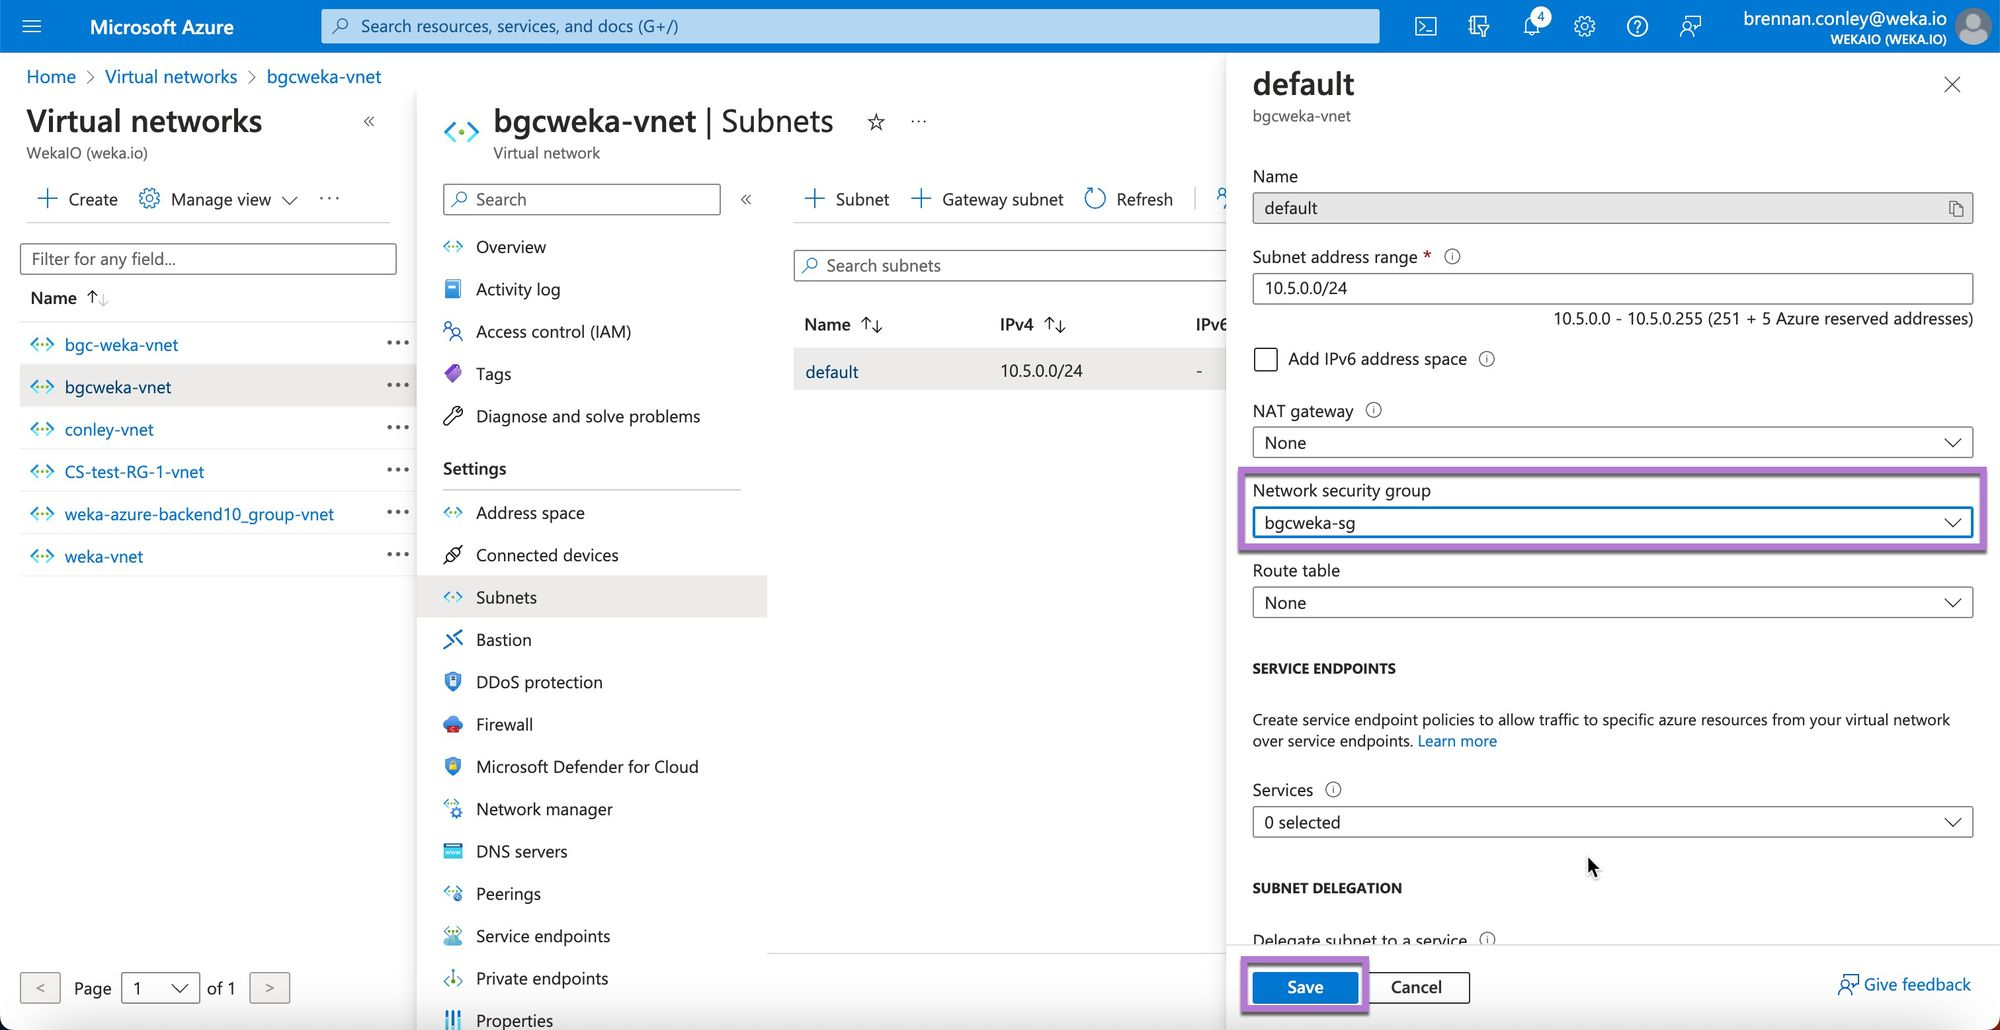 Microsoft Azure
Search resources, services, and docs (G+/)
4
brennan.conley@weka.io
WEKAIO (WEKA.IO)
Home > Virtual networks > bgcweka-vnet
Virtual networks
«
WekaIO (weka.io)
+ Create
Manage view
...
Filter for any field...
Name ↑↓
bgc-weka-vnet
bgcweka-vnet
conley-vnet
CS-test-RG-1-vnet
weka-azure-backend10_group-vnet
weka-vnet
< Page 1 of 1 >
bgcweka-vnet | Subnets
...
Virtual network
Search
«
Overview
Activity log
Access control (IAM)
Tags
Diagnose and solve problems
Settings
Address space
Connected devices
Subnets
Bastion
DDoS protection
Firewall
Microsoft Defender for Cloud
Network manager
DNS servers
Peerings
Service endpoints
Private endpoints
Properties
+ Subnet + Gateway subnet Refresh
Search subnets
Name ↑↓ IPv4 ↑↓ IPv6
default 10.5.0.0/24 -
default
bgcweka-vnet
Name
default
Subnet address range *
10.5.0.0/24
10.5.0.0 - 10.5.0.255 (251 + 5 Azure reserved addresses)
Add IPv6 address space
NAT gateway
None
Network security group
bgcweka-sg
Route table
None
SERVICE ENDPOINTS
Create service endpoint policies to allow traffic to specific azure resources from your virtual network
over service endpoints. Learn more
Services
0 selected
SUBNET DELEGATION
Delegate subnet to a service
Save
Cancel
Give feedback